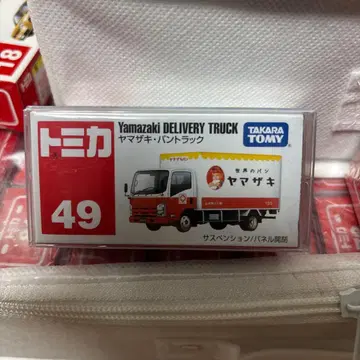 18
トミカ
49
Yamazaki DELIVERY TRUCK
ヤマザキ・パントラック
TAKARA TOMY
世界のパン
ヤマザキ
サスペンション/パネル開閉